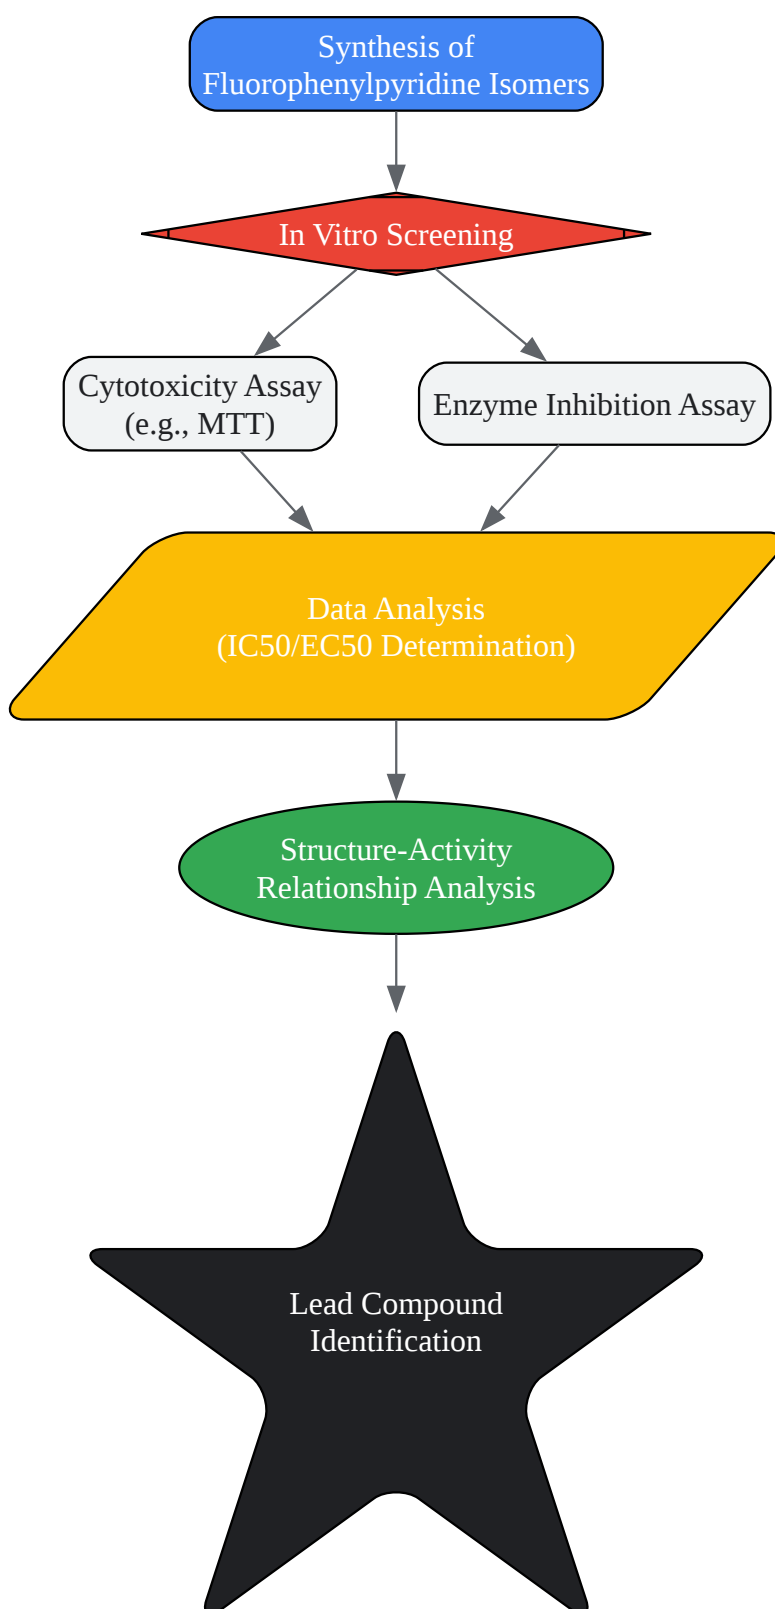 Synthesis of
Fluorophenylpyridine Isomers
In Vitro Screening
Cytotoxicity Assay
(e.g., MTT)
Enzyme Inhibition Assay
Data Analysis
(IC50/EC50 Determination)
Structure-Activity
Relationship Analysis
Lead Compound
Identification